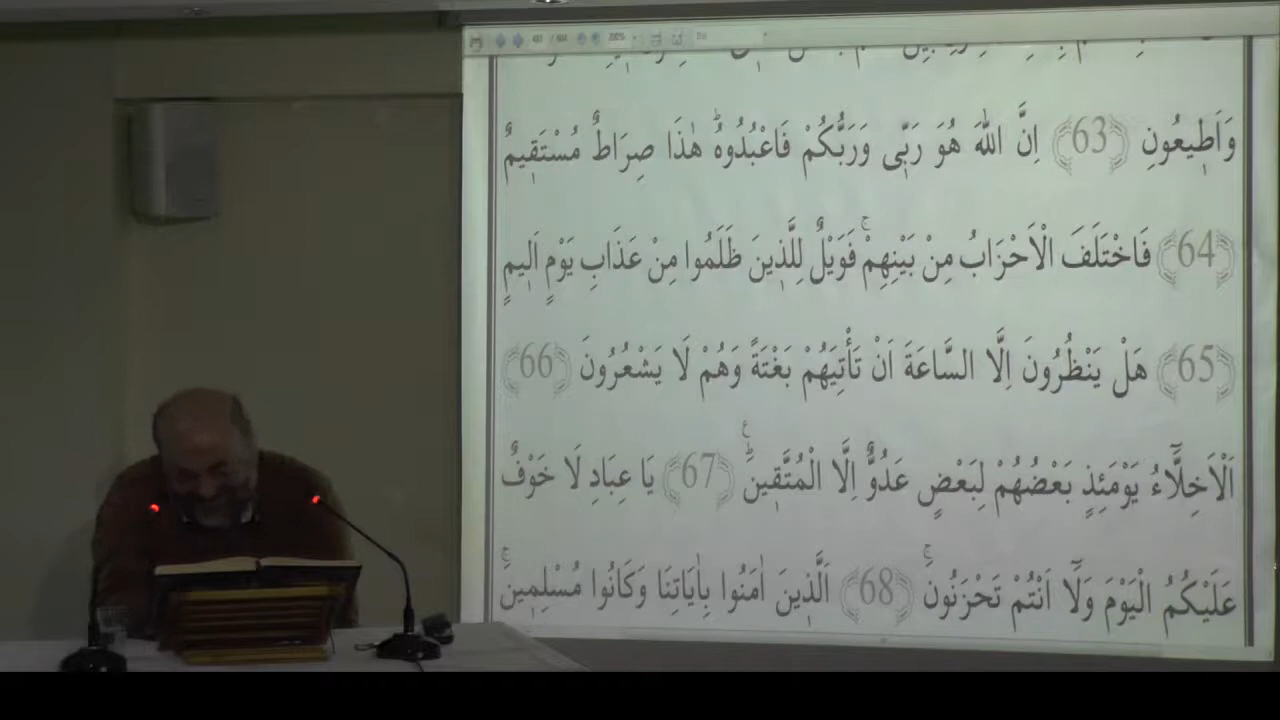 200%
وَاَطٖيعُونِ ﴿63﴾ اِنَّ اللّٰهَ هُوَ رَبّٖى وَرَبُّكُمْ فَاعْبُدُوهُؕ هٰذَا صِرَاطٌ مُسْتَقٖيمٌ
﴿64﴾ فَاخْتَلَفَ الْاَحْزَابُ مِنْ بَيْنِهِمْۚ فَوَيْلٌ لِلَّذٖينَ ظَلَمُوا مِنْ عَذَابِ يَوْمٍ اَلٖيمٍ
﴿65﴾ هَلْ يَنْظُرُونَ اِلَّا السَّاعَةَ اَنْ تَأْتِيَهُمْ بَغْتَةً وَهُمْ لَا يَشْعُرُونَ ﴿66﴾
اَلْاَخِلَّٓاءُ يَوْمَئِذٍ بَعْضُهُمْ لِبَعْضٍ عَدُوٌّ اِلَّا الْمُتَّقٖينَؕ ع ﴿67﴾ يَا عِبَادِ لَا خَوْفٌ
عَلَيْكُمُ الْيَوْمَ وَلَٓا اَنْتُمْ تَحْزَنُونَۚ ﴿68﴾ اَلَّذٖينَ اٰمَنُوا بِاٰيَاتِنَا وَكَانُوا مُسْلِمٖينَۚ